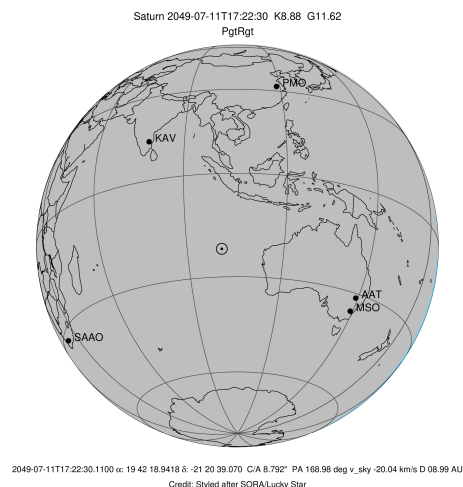 Saturn 2049-07-11T17:22:30 K8.88 G11.62
PgtRgt
PMO
KAV
AAT
MSO
SAAO
2049-07-11T17:22:30.1100 α: 19 42 18.9418 δ: -21 20 39.070 C/A 8.792" PA 168.98 deg v_sky -20.04 km/s D 08.99 AU
Credit: Styled after SORA/Lucky Star